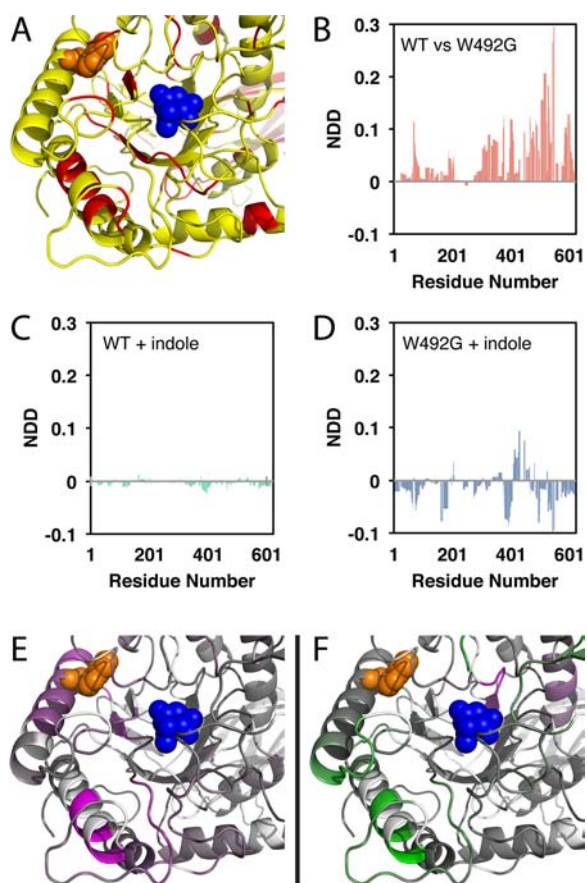 A
B
WT vs W492G
NDD
0.3
0.2
0.1
0
-0.1
1 201 401 601
Residue Number
C
WT + indole
NDD
0.3
0.2
0.1
0
-0.1
1 201 401 601
Residue Number
D
W492G + indole
NDD
0.3
0.2
0.1
0
-0.1
1 201 401 601
Residue Number
E
F